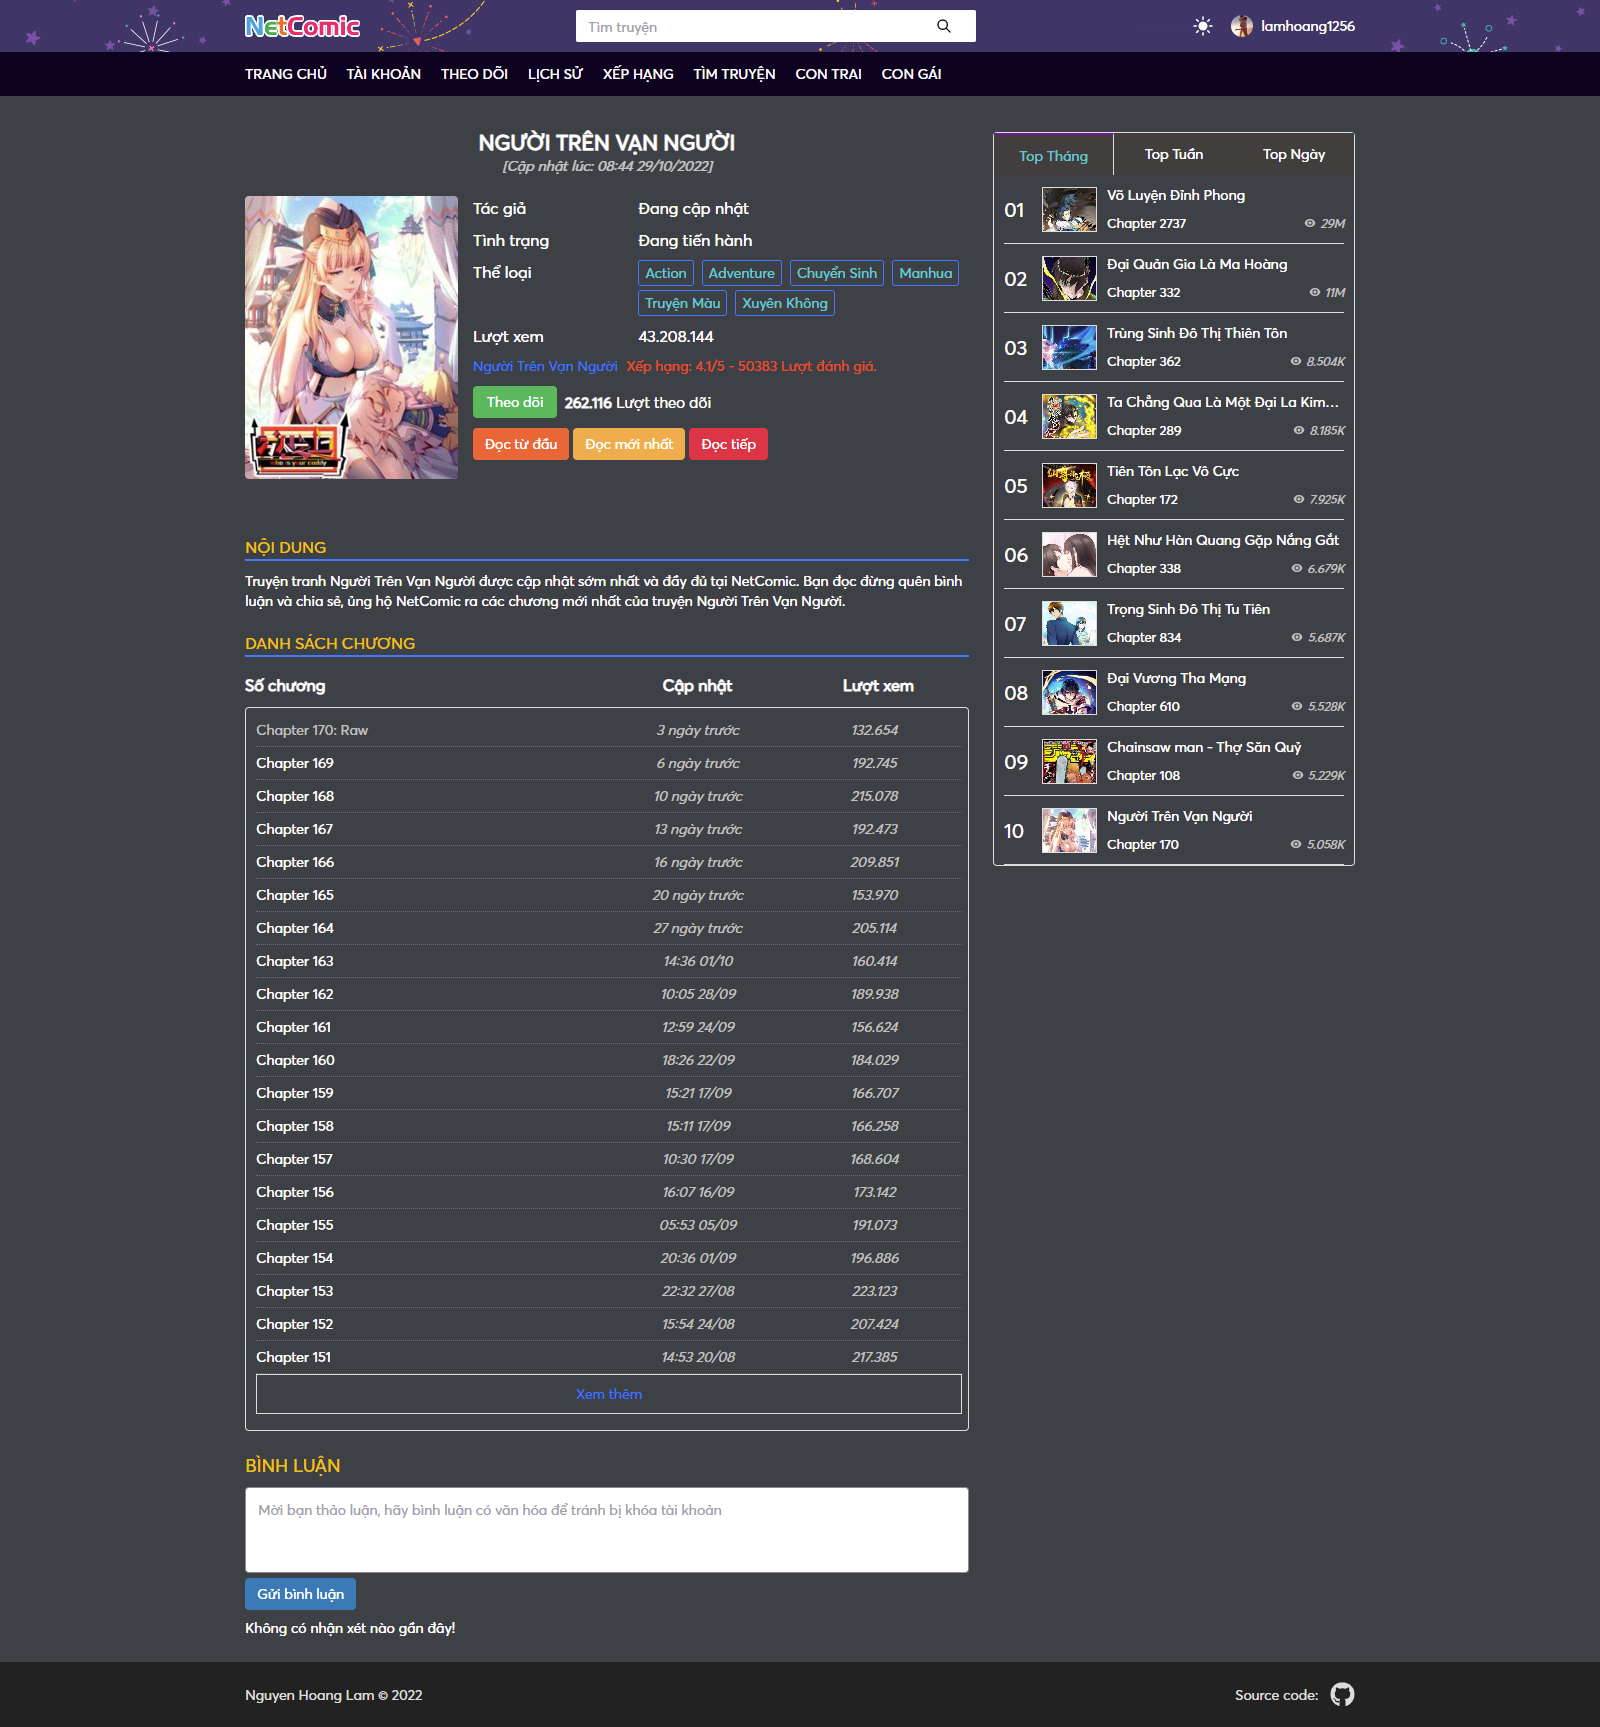 NetComic
Tìm truyện
lamhoang1256
TRANG CHỦ TÀI KHOẢN THEO DÕI LỊCH SỬ XẾP HẠNG TÌM TRUYỆN CON TRAI CON GÁI
NGƯỜI TRÊN VẠN NGƯỜI
[Cập nhật lúc: 08:44 29/10/2022]
Tác giả Đang cập nhật
Tình trạng Đang tiến hành
Thể loại Action Adventure Chuyển Sinh Manhua
Truyện Màu Xuyên Không
Lượt xem 43.208.144
Người Trên Vạn Người Xếp hạng: 4.1/5 - 50383 Lượt đánh giá.
Theo dõi 262.116 Lượt theo dõi
Đọc từ đầu Đọc mới nhất Đọc tiếp
NỘI DUNG
Truyện tranh Người Trên Vạn Người được cập nhật sớm nhất và đầy đủ tại NetComic. Bạn đọc đừng quên bình
luận và chia sẻ, ủng hộ NetComic ra các chương mới nhất của truyện Người Trên Vạn Người.
DANH SÁCH CHƯƠNG
Số chương Cập nhật Lượt xem
Chapter 170: Raw 3 ngày trước 132.654
Chapter 169 6 ngày trước 192.745
Chapter 168 10 ngày trước 215.078
Chapter 167 13 ngày trước 192.473
Chapter 166 16 ngày trước 209.851
Chapter 165 20 ngày trước 153.970
Chapter 164 27 ngày trước 205.114
Chapter 163 14:36 01/10 160.414
Chapter 162 10:05 28/09 189.938
Chapter 161 12:59 24/09 156.624
Chapter 160 18:26 22/09 184.029
Chapter 159 15:21 17/09 166.707
Chapter 158 15:11 17/09 166.258
Chapter 157 10:30 17/09 168.604
Chapter 156 16:07 16/09 173.142
Chapter 155 05:53 05/09 191.073
Chapter 154 20:36 01/09 196.886
Chapter 153 22:32 27/08 223.123
Chapter 152 15:54 24/08 207.424
Chapter 151 14:53 20/08 217.385
Xem thêm
BÌNH LUẬN
Mời bạn thảo luận, hãy bình luận có văn hóa để tránh bị khóa tài khoản
Gửi bình luận
Không có nhận xét nào gần đây!
Top Tháng Top Tuần Top Ngày
01 Võ Luyện Đỉnh Phong
Chapter 2737 29M
02 Đại Quản Gia Là Ma Hoàng
Chapter 332 11M
03 Trùng Sinh Đô Thị Thiên Tôn
Chapter 362 8.504K
04 Ta Chẳng Qua Là Một Đại La Kim...
Chapter 289 8.185K
05 Tiên Tôn Lạc Vô Cực
Chapter 172 7.925K
06 Hệt Như Hàn Quang Gặp Nắng Gắt
Chapter 338 6.679K
07 Trọng Sinh Đô Thị Tu Tiên
Chapter 834 5.687K
08 Đại Vương Tha Mạng
Chapter 610 5.528K
09 Chainsaw man - Thợ Săn Quỷ
Chapter 108 5.229K
10 Người Trên Vạn Người
Chapter 170 5.058K
Nguyen Hoang Lam © 2022
Source code: